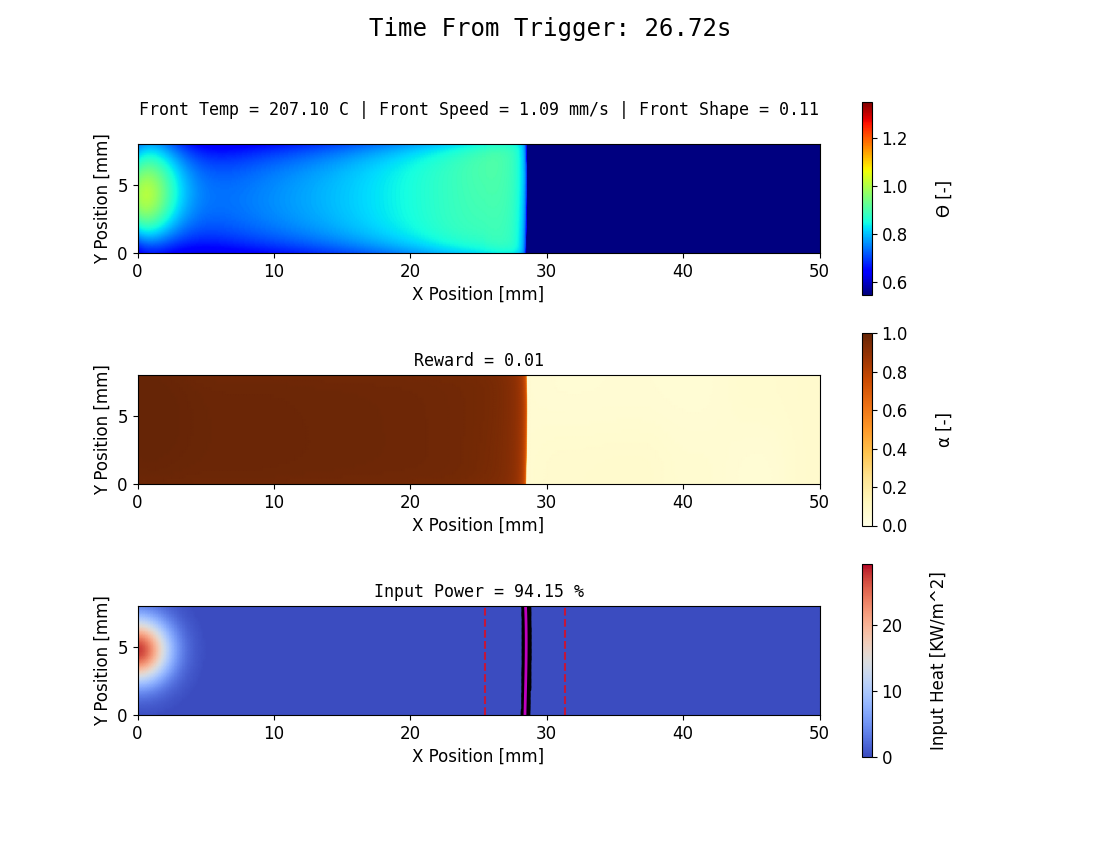 Time From Trigger: 26.72s
Front Temp = 207.10 C | Front Speed = 1.09 mm/s | Front Shape = 0.11
Y Position [mm]
5
0
0 10 20 30 40 50
X Position [mm]
1.2
1.0
0.8
0.6
Θ [-]
Reward = 0.01
Y Position [mm]
5
0
0 10 20 30 40 50
X Position [mm]
1.0
0.8
0.6
0.4
0.2
0.0
α [-]
Input Power = 94.15 %
Y Position [mm]
5
0
0 10 20 30 40 50
X Position [mm]
20
10
0
Input Heat [KW/m^2]